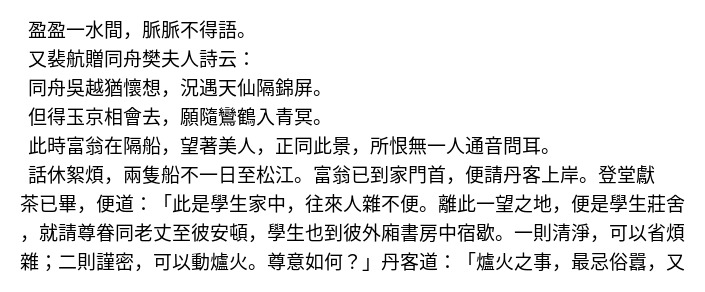 盈盈一水間，脈脈不得語。
又裴航贈同舟樊夫人詩云：
同舟吳越猶懷想，況遇天仙隔錦屏。
但得玉京相會去，願隨鸞鶴入青冥。
此時富翁在隔船，望著美人，正同此景，所恨無一人通音問耳。
話休絮煩，兩隻船不一日至松江。富翁已到家門首，便請丹客上岸。登堂獻
茶已畢，便道：「此是學生家中，往來人雜不便。離此一望之地，便是學生莊舍
，就請尊眷同老丈至彼安頓，學生也到彼外廂書房中宿歇。一則清淨，可以省煩
雜；二則謹密，可以動爐火。尊意如何？」丹客道：「爐火之事，最忌俗囂，又